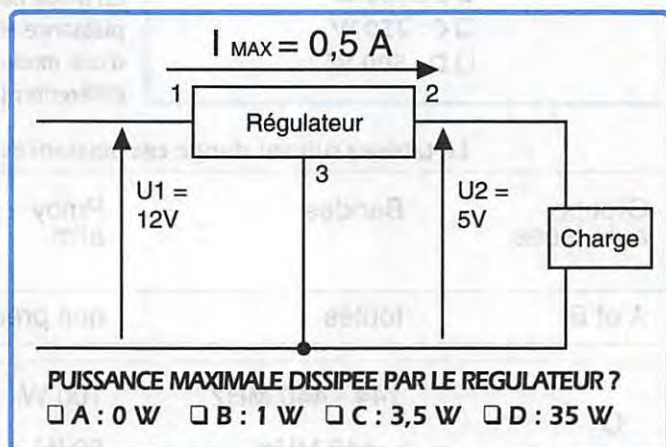 I MAX = 0,5 A
1
2
Régulateur
3
U1 =
12V
U2 =
5V
Charge
PUISSANCE MAXIMALE DISSIPEE PAR LE REGULATEUR ?
❏ A : 0 W ❏ B : 1 W ❏ C : 3,5 W ❏ D : 35 W